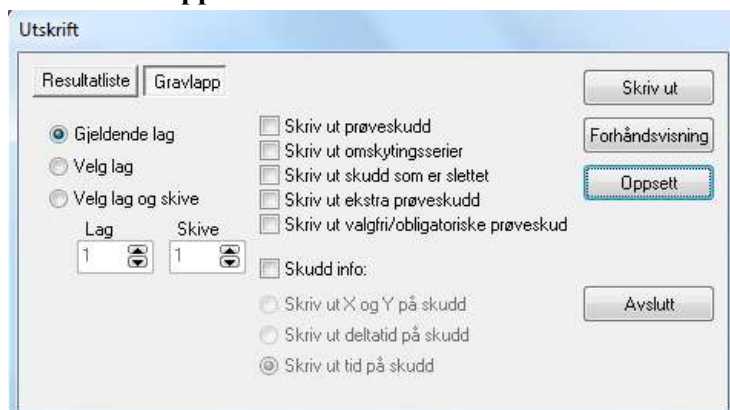 Utskrift
Resultatliste Gravlapp
Skriv ut
Forhåndsvisning
Oppsett
Avslutt
Gjeldende lag
Velg lag
Velg lag og skive
Lag Skive
1 1
Skriv ut prøveskudd
Skriv ut omskytingsserier
Skriv ut skudd som er slettet
Skriv ut ekstra prøveskudd
Skriv ut valgfri/obligatoriske prøveskud
Skudd info:
Skriv ut X og Y på skudd
Skriv ut deltatid på skudd
Skriv ut tid på skudd